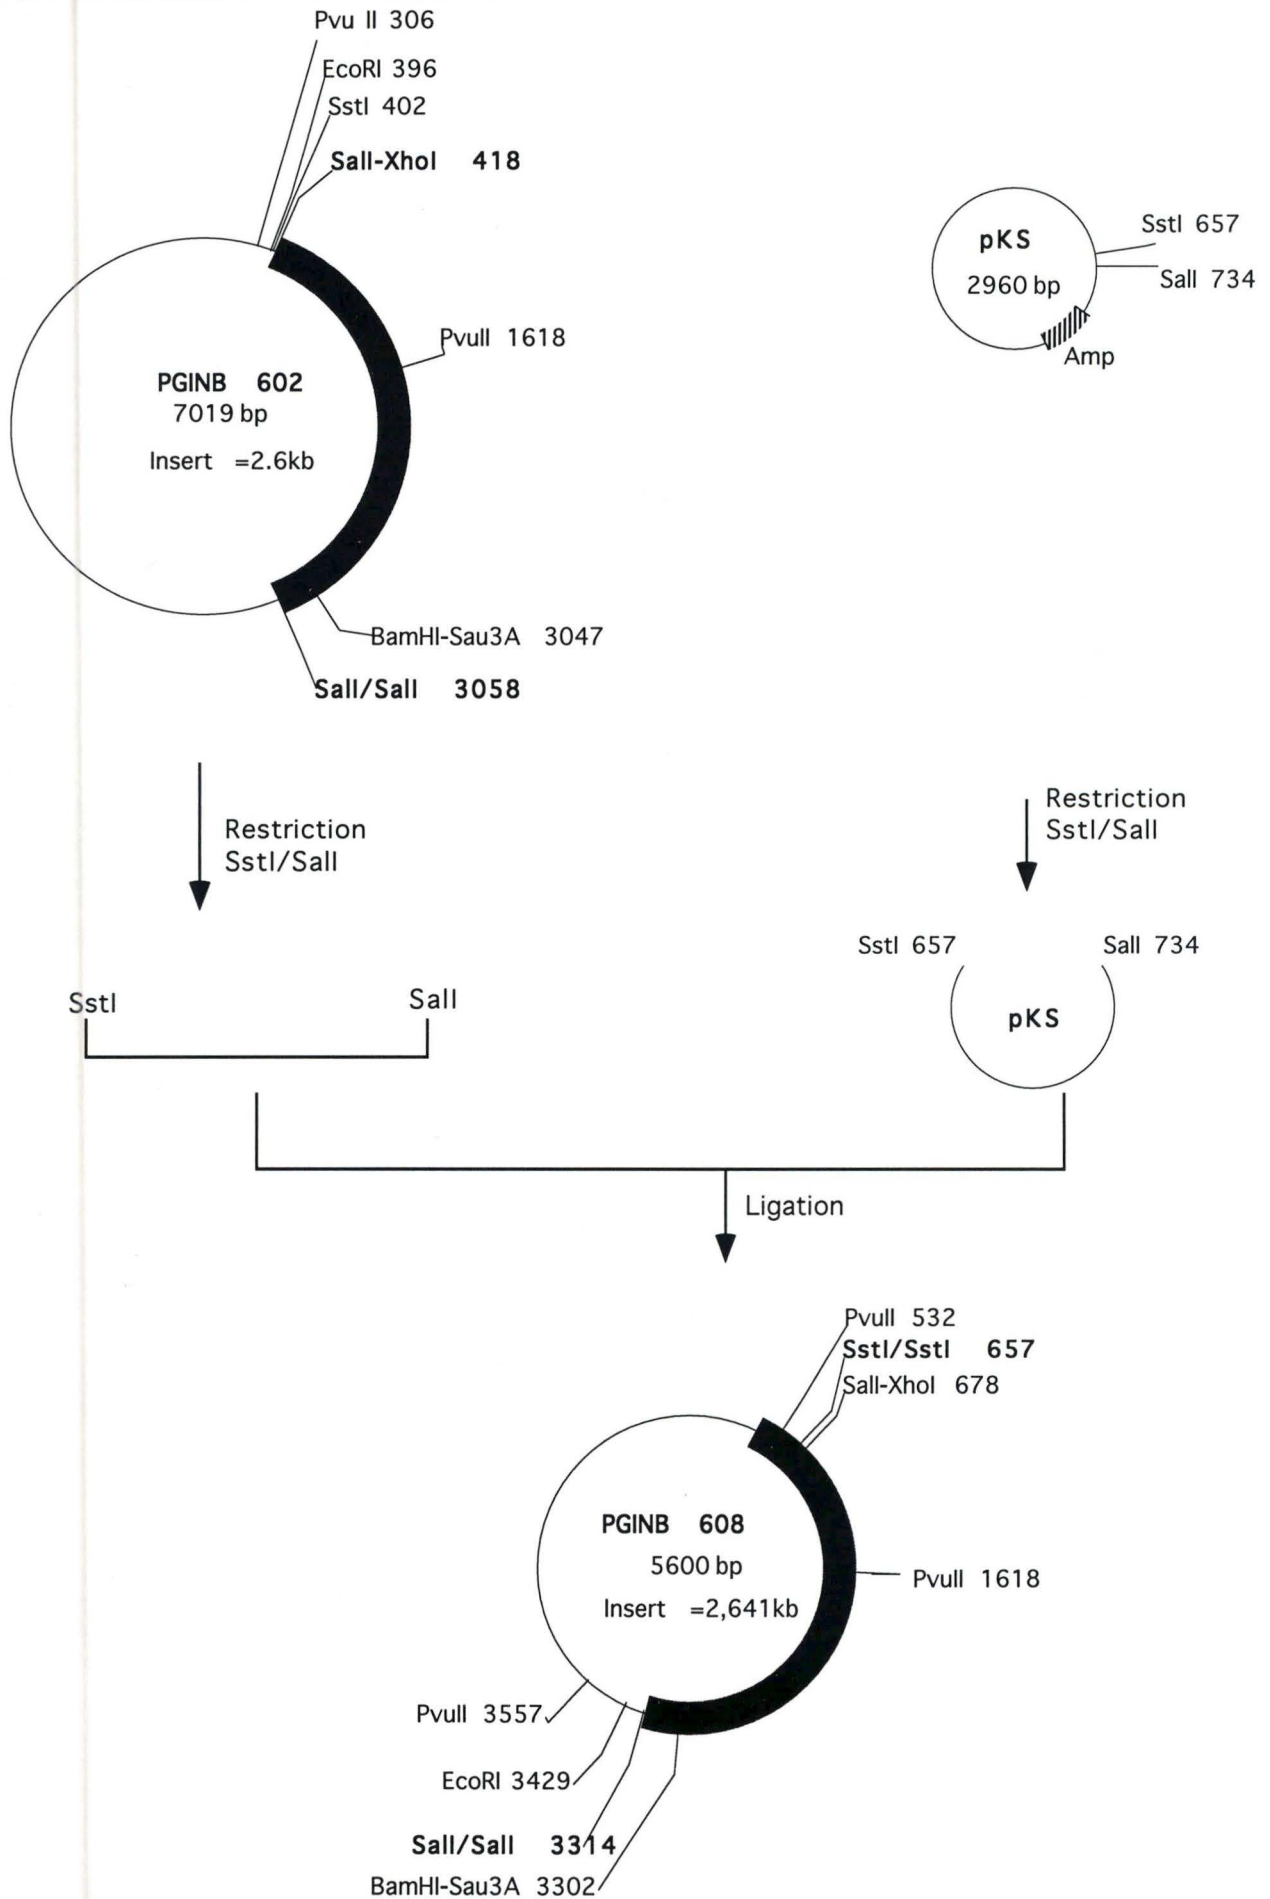 Pvu II 306
EcoRI 396
SstI 402
SalI-XhoI 418
PvuII 1618
PGINB 602
7019 bp
Insert =2.6kb
BamHI-Sau3A 3047
SalI/SalI 3058
pKS
2960 bp
SstI 657
SalI 734
Amp
Restriction
SstI/SalI
Restriction
SstI/SalI
SstI
SalI
SstI 657
SalI 734
pKS
Ligation
PvuII 532
SstI/SstI 657
SalI-XhoI 678
PGINB 608
5600 bp
Insert =2,641kb
PvuII 1618
PvuII 3557
EcoRI 3429
SalI/SalI 3314
BamHI-Sau3A 3302